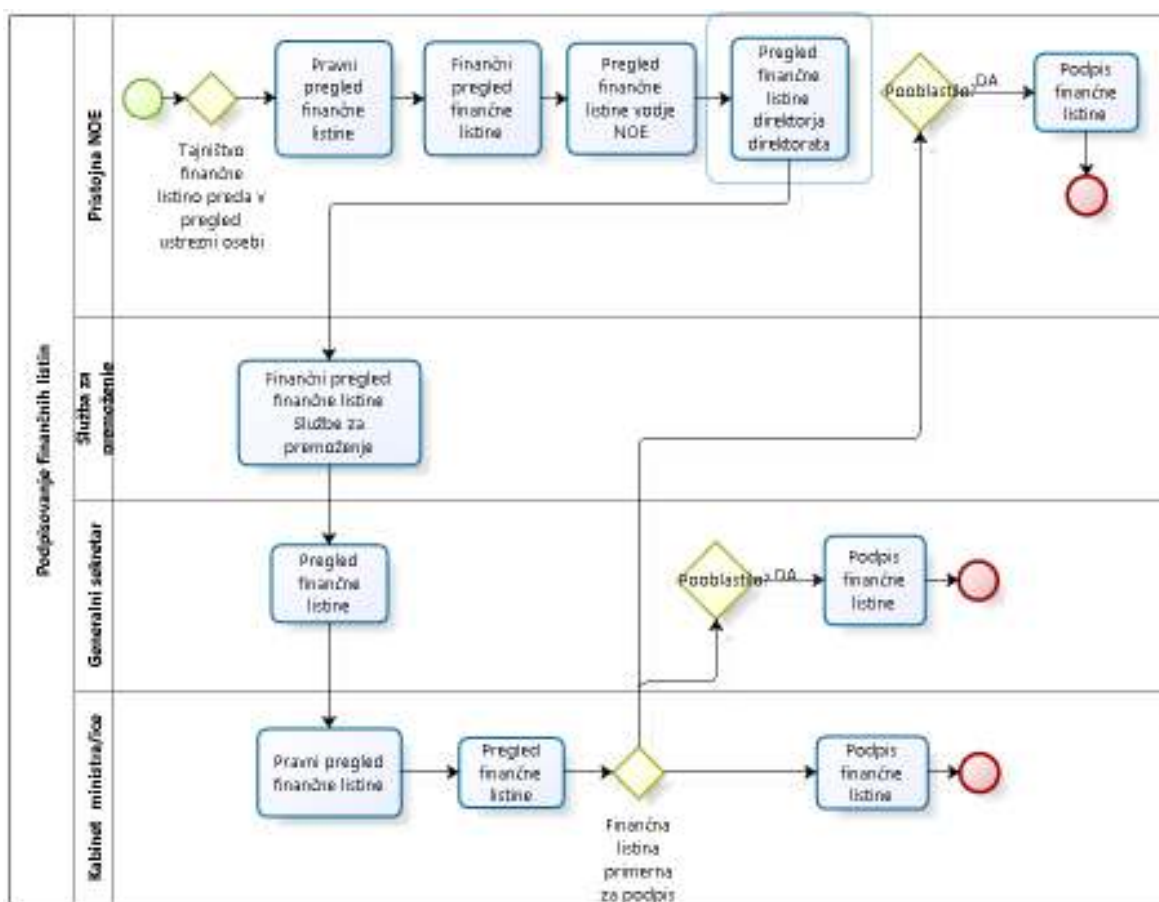 Podpisovanje finančnih listin
Pristojna NOE
Pravni
pregled
finančne
listine
Finančni
pregled
finančne
listine
Pregled
finančne
listine vodje
NOE
Pregled
finančne
listine
direktorja
direktorata
Pooblastilo?
DA
Podpis
finančne
listine
Tajništvo
finančne
listino preda v
pregled
ustrezni osebi
Služba za
premoženje
Finančni pregled
finančne listine
Službe za
premoženje
Generalni sekretar
Pregled
finančne
listine
Pooblastilo?
DA
Podpis
finančne
listine
Kabinet ministra/ice
Pravni pregled
finančne listine
Pregled
finančne
listine
Podpis
finančne
listine
Finančna
listina
primerna
za podpis